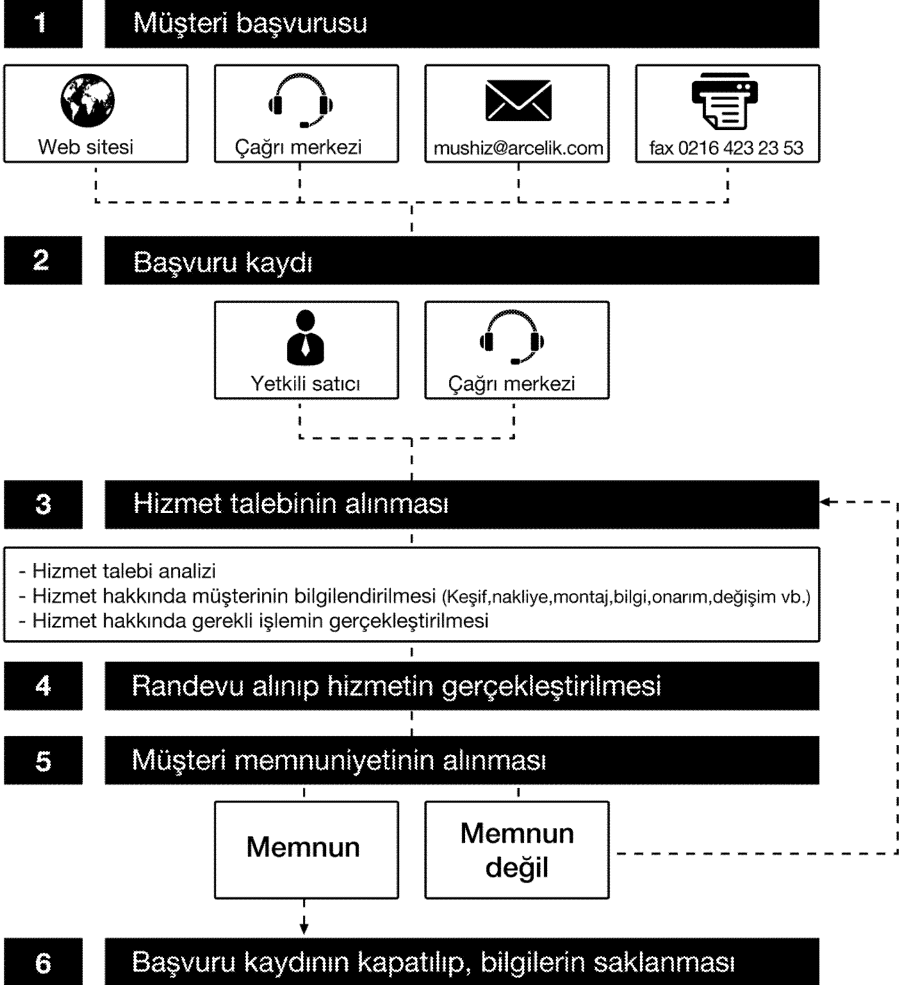 1 Müşteri başvurusu
Web sitesi
Çağrı merkezi
mushiz@arcelik.com
fax 0216 423 23 53
2 Başvuru kaydı
Yetkili satıcı
Çağrı merkezi
3 Hizmet talebinin alınması
- Hizmet talebi analizi
- Hizmet hakkında müşterinin bilgilendirilmesi (Keşif,nakliye,montaj,bilgi,onarım,değişim vb.)
- Hizmet hakkında gerekli işlemin gerçekleştirilmesi
4 Randevu alınıp hizmetin gerçekleştirilmesi
5 Müşteri memnuniyetinin alınması
Memnun
Memnun
değil
6 Başvuru kaydının kapatılıp, bilgilerin saklanması